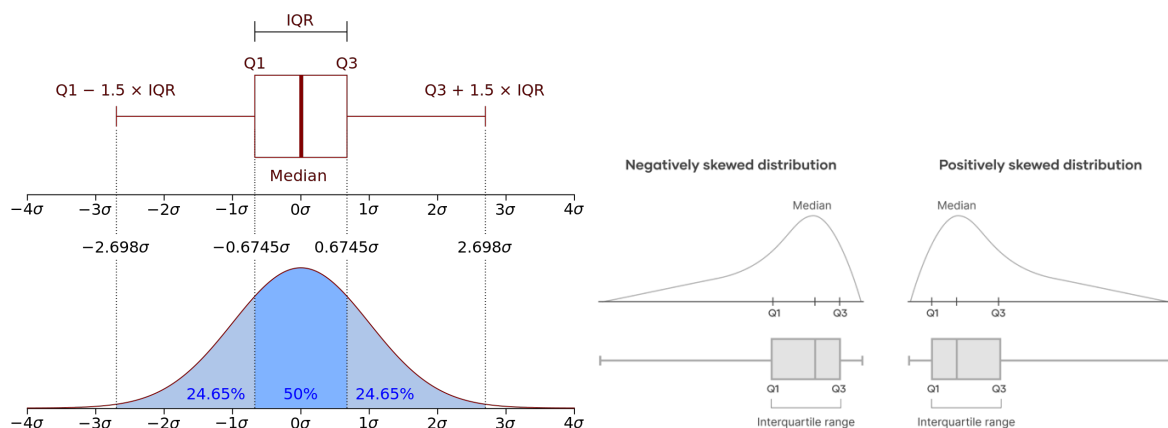 IQR
Q1
Q3
Q1 − 1.5 × IQR
Q3 + 1.5 × IQR
Median
−4σ −3σ −2σ −1σ 0σ 1σ 2σ 3σ 4σ
−2.698σ −0.6745σ 0.6745σ 2.698σ
24.65% 50% 24.65%
−4σ −3σ −2σ −1σ 0σ 1σ 2σ 3σ 4σ
Negatively skewed distribution
Median
Q1 Q3
Q1 Q3
Interquartile range
Positively skewed distribution
Median
Q1 Q3
Q1 Q3
Interquartile range